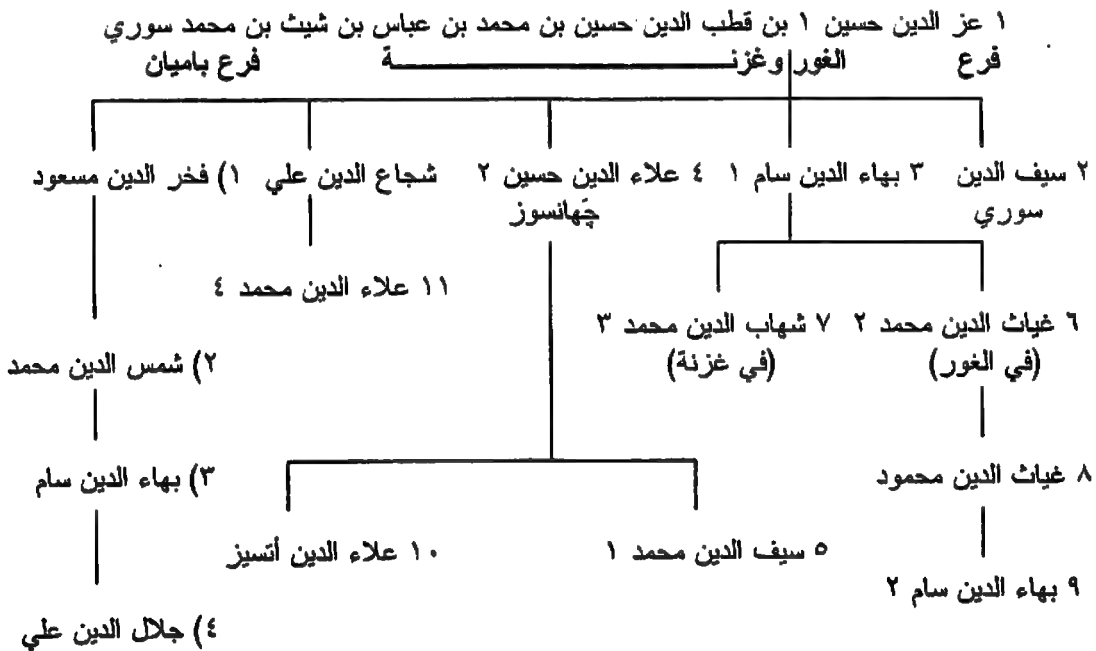 ١ عز الدين حسين ١ بن قطب الدين حسين بن محمد بن عباس بن شيث بن محمد سوري
فرع الغور وغزنــــــــــــــــــــة فرع باميان
٢ سيف الدين ٣ بهاء الدين سام ١ ٤ علاء الدين حسين ٢ شجاع الدين علي ١) فخر الدين مسعود
سوري چَهانسوز
١١ علاء الدين محمد ٤
٦ غياث الدين محمد ٢ ٧ شهاب الدين محمد ٣
(في الغور) (في غزنة)
٢) شمس الدين محمد
٨ غياث الدين محمود ٣) بهاء الدين سام
٥ سيف الدين محمد ١ ١٠ علاء الدين أتسيز
٩ بهاء الدين سام ٢
٤) جلال الدين علي